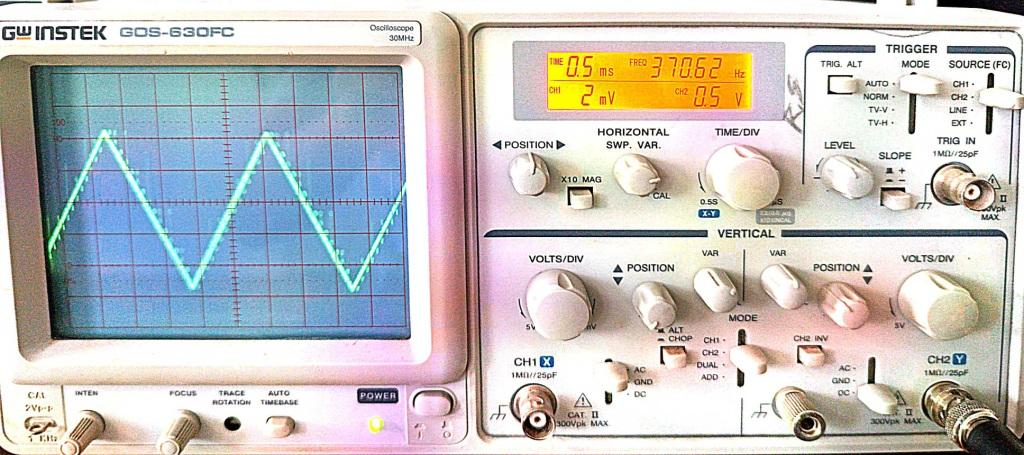 GW INSTEK GOS-630FC
Oscilloscope
30MHz
100
CAL
2Vp-p
1 KHz
INTEN
FOCUS
TRACE
ROTATION
AUTO
TIMEBASE
POWER
TIME 0.5 ms FREQ 370.62 Hz
CH1 2 mV CH2 0.5 V
HORIZONTAL
◀ POSITION ▶
SWP. VAR.
TIME/DIV
X10 MAG
CAL
0.5S
X-Y
TRIGGER
TRIG. ALT
MODE
SOURCE (FC)
AUTO
NORM
TV-V
TV-H
CH1
CH2
LINE
EXT
LEVEL
SLOPE
+
−
TRIG IN
1MΩ//25pF
MAX.
VERTICAL
VOLTS/DIV
POSITION
VAR
VAR
POSITION
VOLTS/DIV
5V
5V
MODE
ALT
CHOP
CH1
CH2
DUAL
ADD
CH2 INV
CH1 X
1MΩ//25pF
AC
GND
DC
CAT. II
300Vpk MAX.
AC
GND
DC
CH2 Y
1MΩ//25pF
300Vpk MAX.